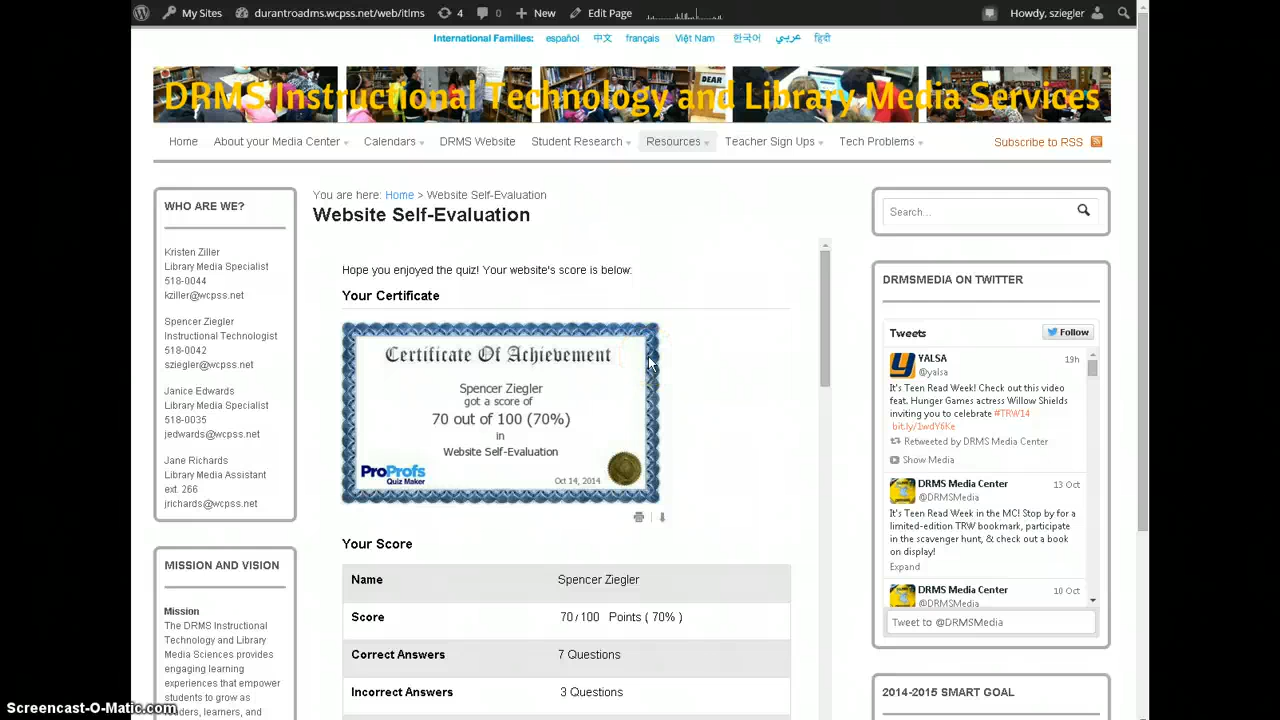 My Sites durantroadms.wcpss.net/web/itlms 4 0 New Edit Page Howdy, sziegler
International Families: español 中文 français Việt Nam 한국어 عربي हिंदी
DRMS Instructional Technology and Library Media Services
DEAR
Home About your Media Center Calendars DRMS Website Student Research Resources Teacher Sign Ups Tech Problems Subscribe to RSS
WHO ARE WE?
Kristen Ziller
Library Media Specialist
518-0044
kziller@wcpss.net
Spencer Ziegler
Instructional Technologist
518-0042
sziegler@wcpss.net
Janice Edwards
Library Media Specialist
518-0035
jedwards@wcpss.net
Jane Richards
Library Media Assistant
ext. 266
jrichards@wcpss.net
MISSION AND VISION
Mission
The DRMS Instructional
Technology and Library
Media Sciences provides
engaging learning
experiences that empower
students to grow as
readers, learners, and
You are here: Home > Website Self-Evaluation
Website Self-Evaluation
Hope you enjoyed the quiz! Your website's score is below.
Your Certificate
Certificate Of Achievement
Spencer Ziegler
got a score of
70 out of 100 (70%)
in
Website Self-Evaluation
ProProfs
Quiz Maker
Oct 14, 2014
Your Score
Name Spencer Ziegler
Score 70 / 100 Points ( 70% )
Correct Answers 7 Questions
Incorrect Answers 3 Questions
Search...
DRMSMEDIA ON TWITTER
Tweets Follow
YALSA 19h
@yalsa
It's Teen Read Week! Check out this video
feat. Hunger Games actress Willow Shields
inviting you to celebrate #TRW14
bit.ly/1wdY6Ke
Retweeted by DRMS Media Center
Show Media
DRMS Media Center 13 Oct
@DRMSMedia
It's Teen Read Week in the MC! Stop by for a
limited-edition TRW bookmark, participate
in the scavenger hunt, & check out a book
on display!
Expand
DRMS Media Center 10 Oct
@DRMSMedia
Tweet to @DRMSMedia
2014-2015 SMART GOAL
Screencast-O-Matic.com